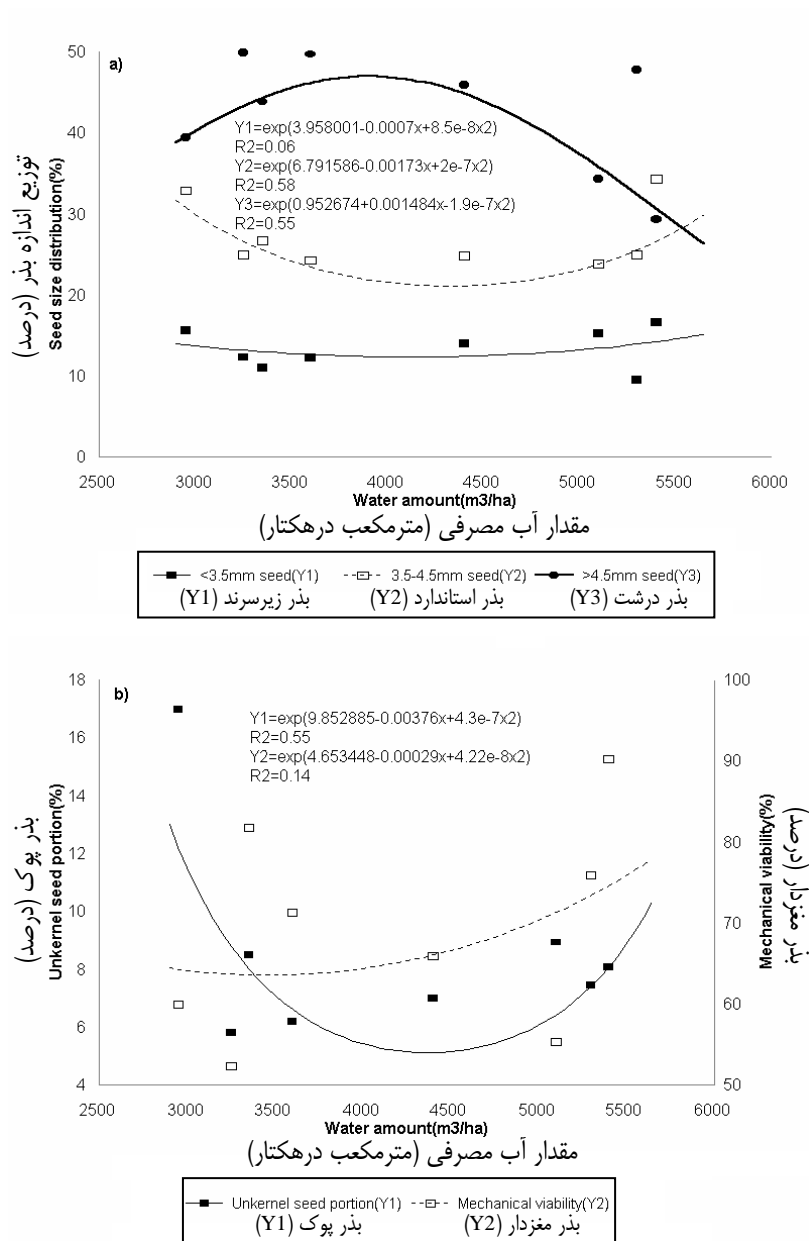 a)
50
40
30
20
10
0
توزیع اندازه بذر (درصد)
Seed size distribution(%)
Y1=exp(3.958001-0.0007x+8.5e-8x2)
R2=0.06
Y2=exp(6.791586-0.00173x+2e-7x2)
R2=0.58
Y3=exp(0.952674+0.001484x-1.9e-7x2)
R2=0.55
2500 3000 3500 4000 4500 5000 5500 6000
Water amount(m3/ha)
مقدار آب مصرفی (مترمکعب درهکتار)
<3.5mm seed(Y1) 3.5-4.5mm seed(Y2) >4.5mm seed(Y3)
بذر زیرسرند (Y1) بذر استاندارد (Y2) بذر درشت (Y3)
b)
18
16
14
12
10
8
6
4
بذر پوک (درصد)
Unkernel seed portion(%)
Y1=exp(9.852885-0.00376x+4.3e-7x2)
R2=0.55
Y2=exp(4.653448-0.00029x+4.22e-8x2)
R2=0.14
100
90
80
70
60
50
Mechanical viability(%)
بذر مغزدار (درصد)
2500 3000 3500 4000 4500 5000 5500 6000
Water amount(m3/ha)
مقدار آب مصرفی (مترمکعب درهکتار)
Unkernel seed portion(Y1) Mechanical viability(Y2)
بذر پوک (Y1) بذر مغزدار (Y2)